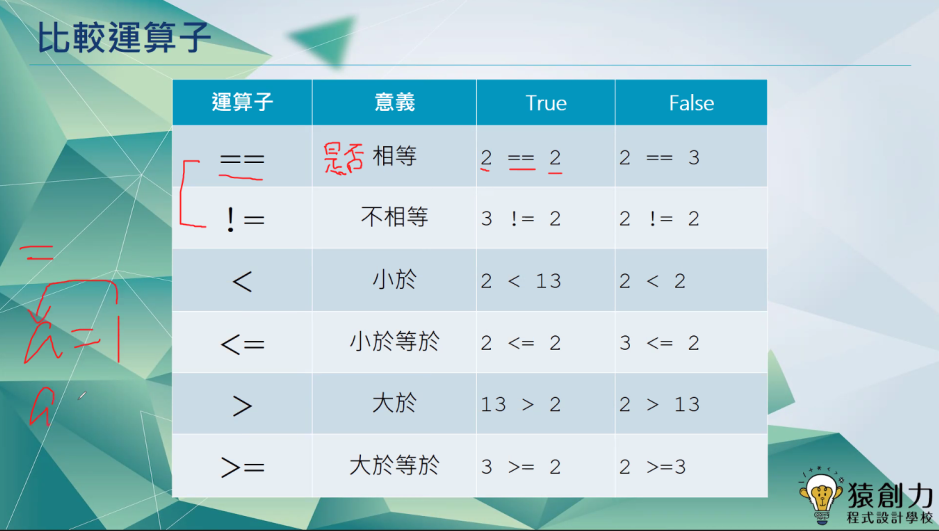 比較運算子
運算子 意義 True False
== 是否 相等 2 == 2 2 == 3
!= 不相等 3 != 2 2 != 2
< 小於 2 < 13 2 < 2
<= 小於等於 2 <= 2 3 <= 2
> 大於 13 > 2 2 > 13
>= 大於等於 3 >= 2 2 >=3
=
a=1
a
猿創力
程式設計學校